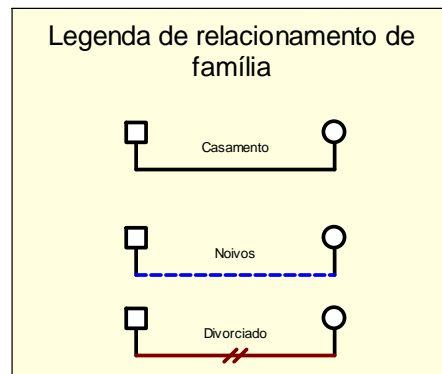 Legenda de relacionamento de
família
Casamento
Noivos
Divorciado